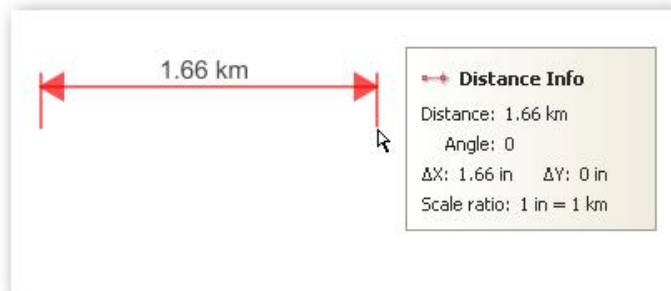 1.66 km
Distance Info
Distance: 1.66 km
Angle: 0
ΔX: 1.66 in ΔY: 0 in
Scale ratio: 1 in = 1 km